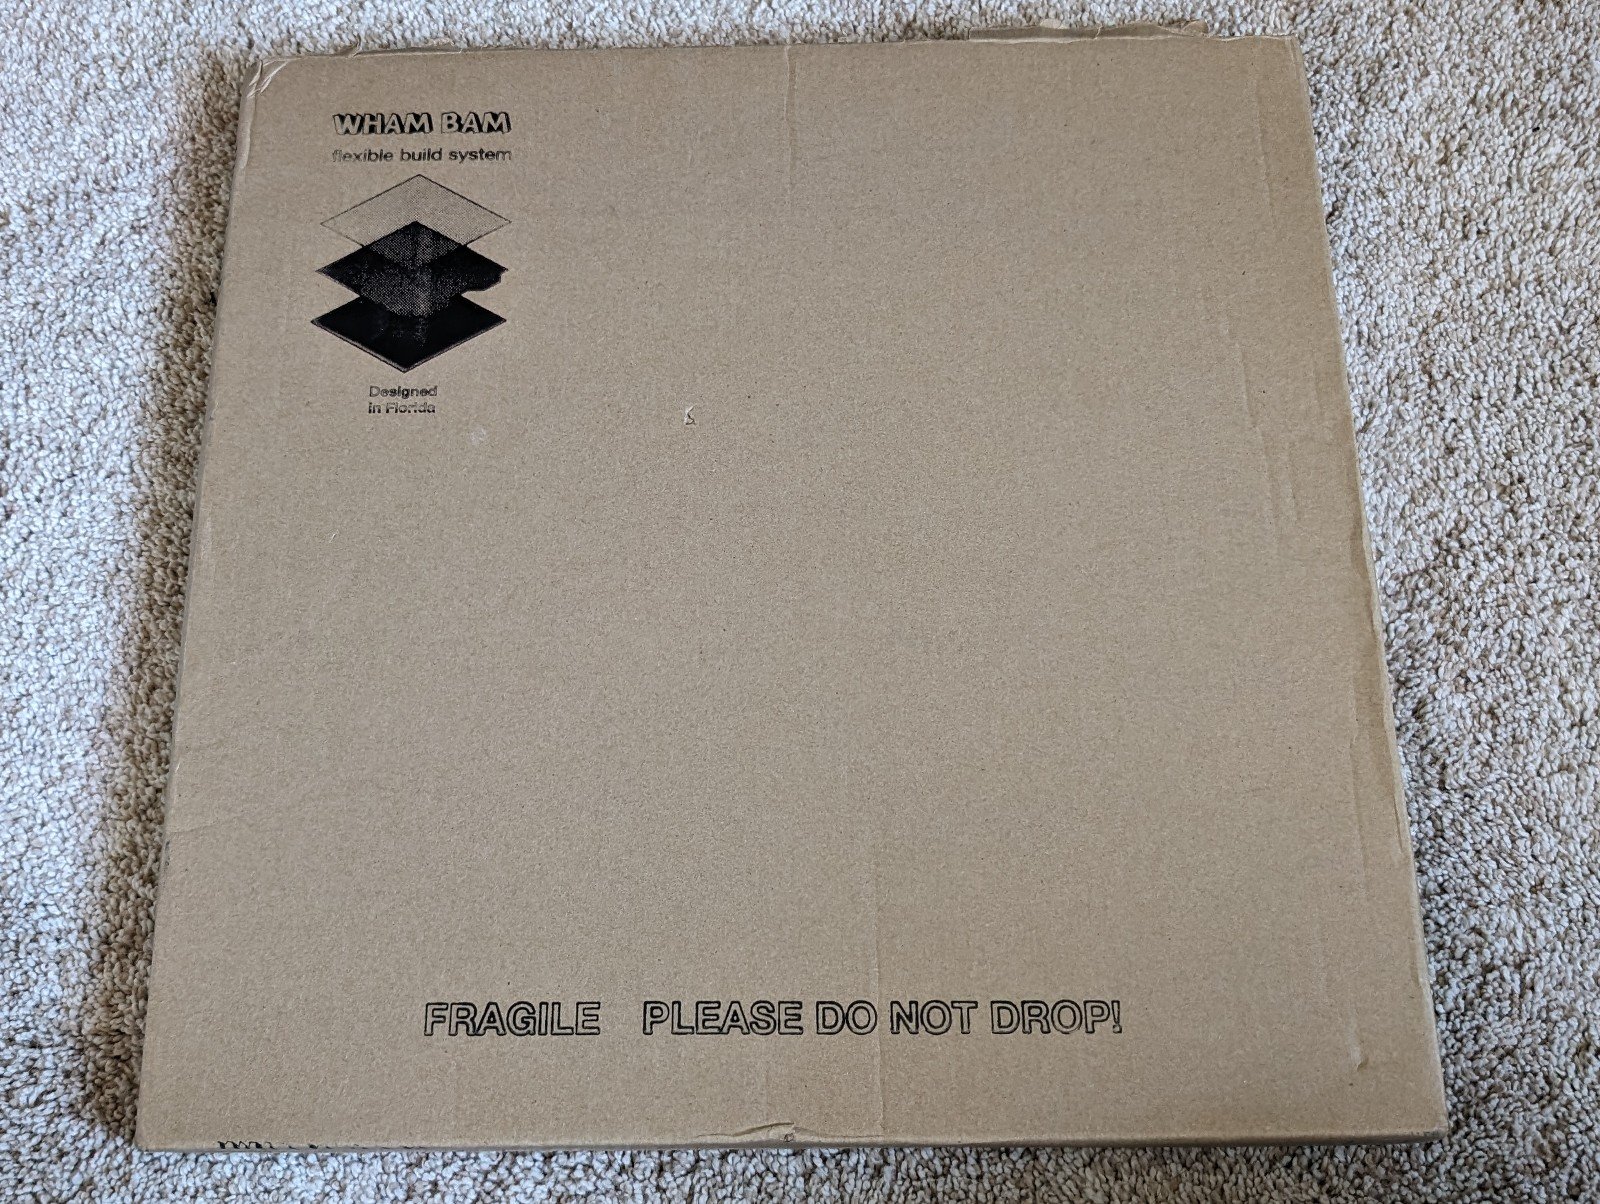 WHAM BAM
flexible build system
Designed
in Florida
FRAGILE PLEASE DO NOT DROP!